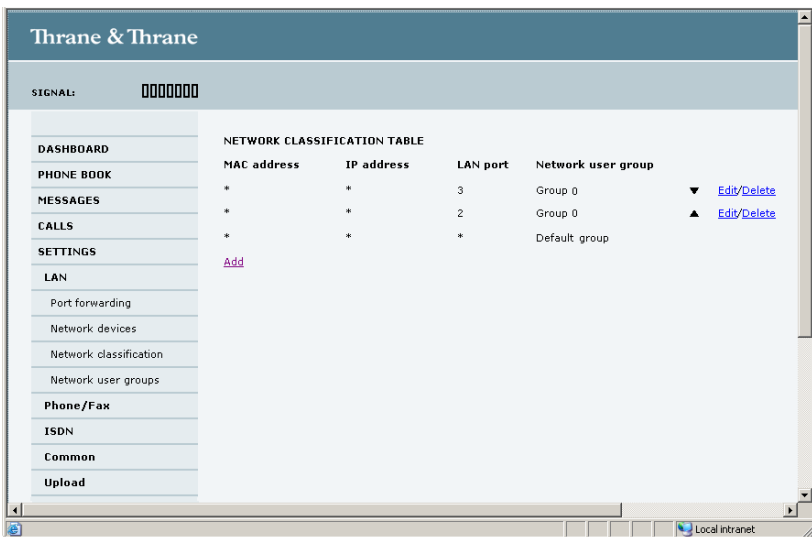 Thrane & Thrane
SIGNAL:
DASHBOARD
PHONE BOOK
MESSAGES
CALLS
SETTINGS
LAN
Port forwarding
Network devices
Network classification
Network user groups
Phone/Fax
ISDN
Common
Upload
NETWORK CLASSIFICATION TABLE
MAC address IP address LAN port Network user group
* * 3 Group 0 Edit/Delete
* * 2 Group 0 Edit/Delete
* * * Default group
Add
Local intranet